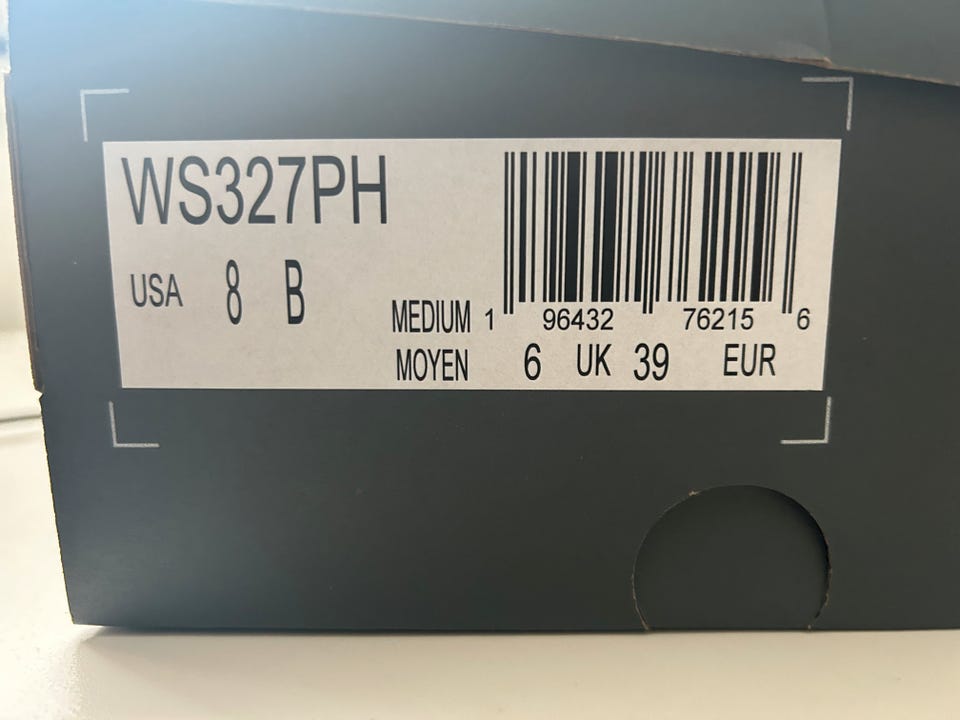 WS327PH
USA 8 B
MEDIUM 1 96432 76215 6
MOYEN 6 UK 39 EUR